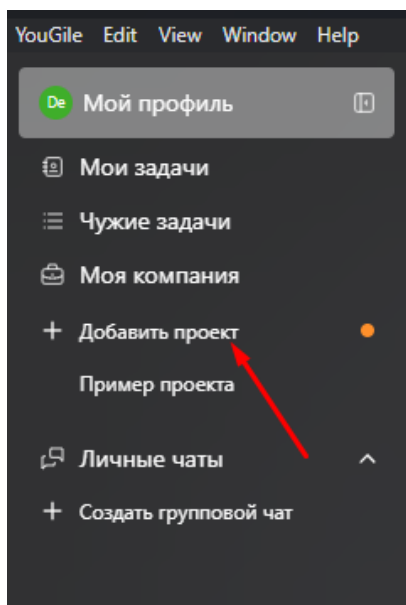 YouGile Edit View Window Help
De Мой профиль
Мои задачи
Чужие задачи
Моя компания
+ Добавить проект
Пример проекта
Личные чаты
+ Создать групповой чат